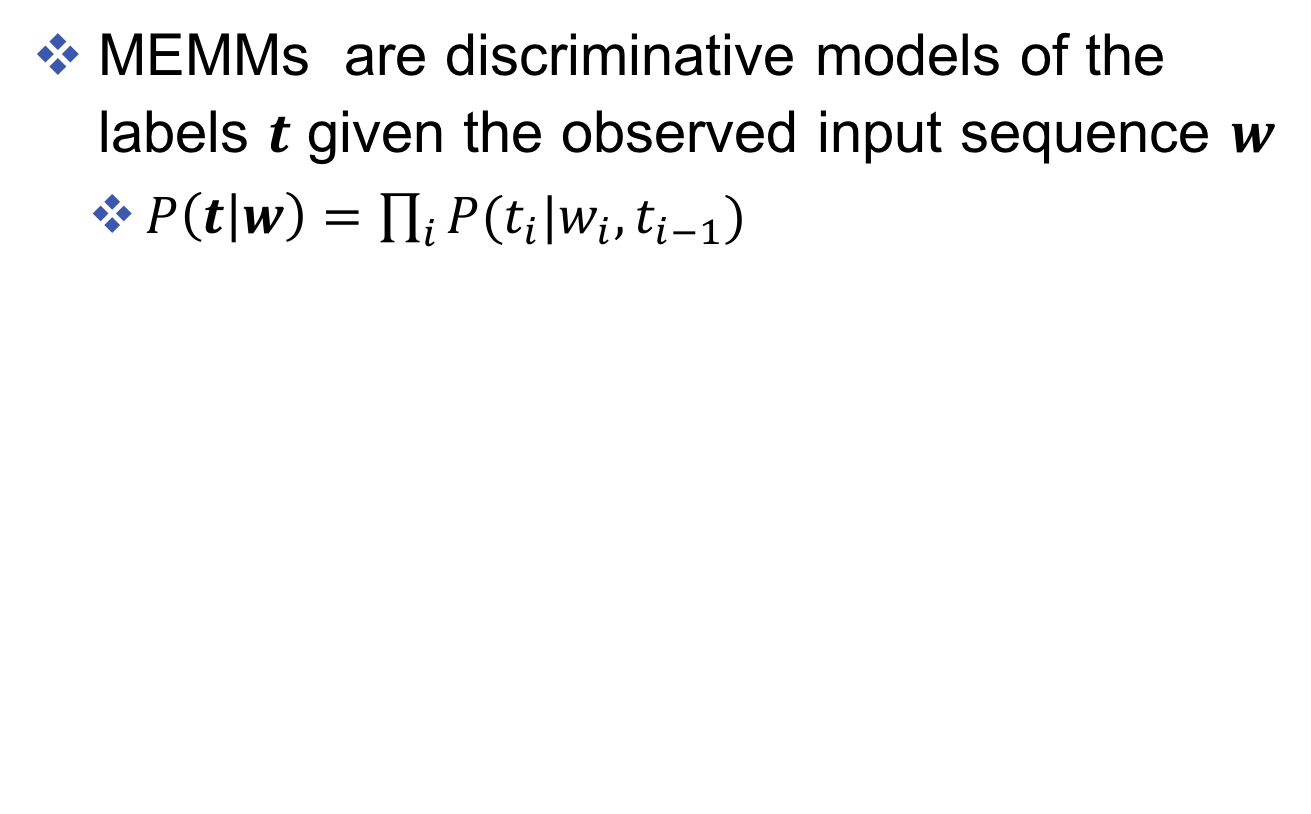 ❖ MEMMs are discriminative models of the
labels t given the observed input sequence w
❖ P(t|w) = ∏ᵢ P(tᵢ|wᵢ, tᵢ₋₁)